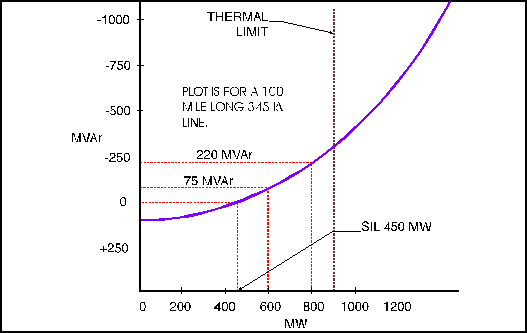 -1000
THERMAL
LIMIT
-750
PLOT IS FOR A 100
MILE LONG 345 kV
LINE.
-500
MVAr
-250
220 MVAr
75 MVAr
0
SIL 450 MW
+250
0 200 400 600 800 1000 1200
MW